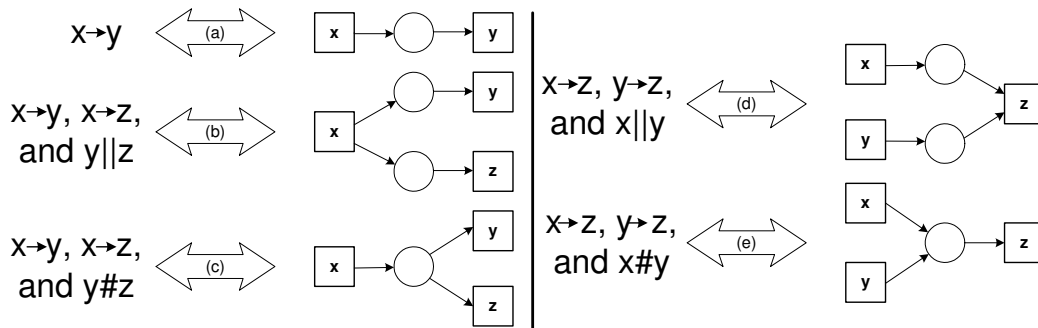 x→y
(a)
x
y
x→y, x→z,
and y||z
(b)
x
y
z
x→y, x→z,
and y#z
(c)
x
y
z
x→z, y→z,
and x||y
(d)
x
y
z
x→z, y→z,
and x#y
(e)
x
y
z